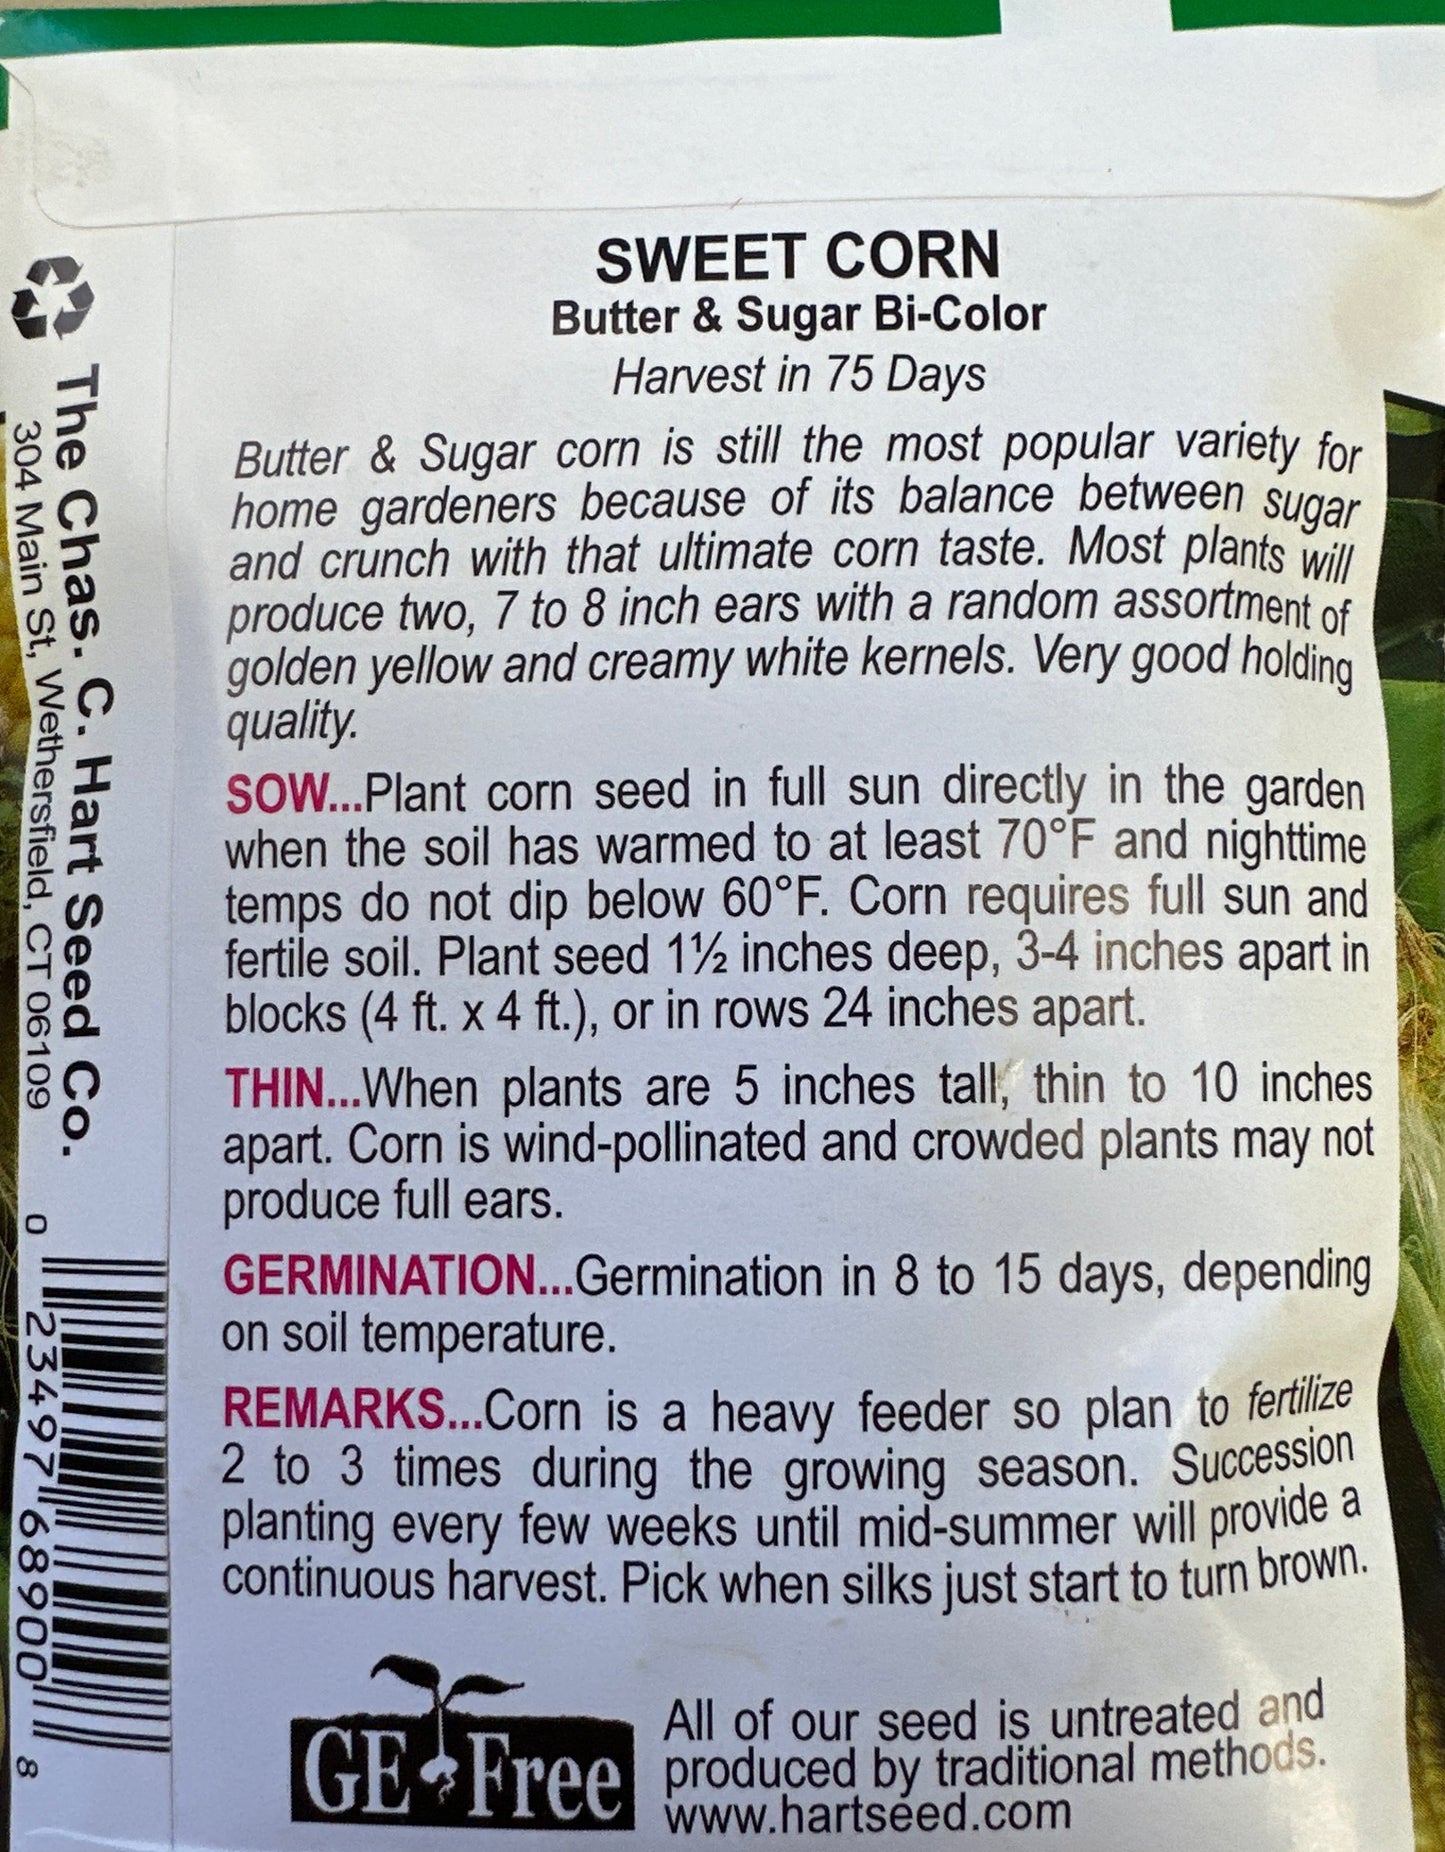 SWEET CORN
Butter & Sugar Bi-Color
Harvest in 75 Days
Butter & Sugar corn is still the most popular variety for
home gardeners because of its balance between sugar
and crunch with that ultimate corn taste. Most plants will
produce two, 7 to 8 inch ears with a random assortment of
golden yellow and creamy white kernels. Very good holding
quality.
SOW...Plant corn seed in full sun directly in the garden
when the soil has warmed to at least 70°F and nighttime
temps do not dip below 60°F. Corn requires full sun and
fertile soil. Plant seed 1½ inches deep, 3-4 inches apart in
blocks (4 ft. x 4 ft.), or in rows 24 inches apart.
THIN...When plants are 5 inches tall, thin to 10 inches
apart. Corn is wind-pollinated and crowded plants may not
produce full ears.
GERMINATION...Germination in 8 to 15 days, depending
on soil temperature.
REMARKS...Corn is a heavy feeder so plan to fertilize
2 to 3 times during the growing season. Succession
planting every few weeks until mid-summer will provide a
continuous harvest. Pick when silks just start to turn brown.
GE Free
All of our seed is untreated and
produced by traditional methods.
www.hartseed.com
The Chas. C. Hart Seed Co.
304 Main St, Wethersfield, CT 06109
0 23497 68900 8